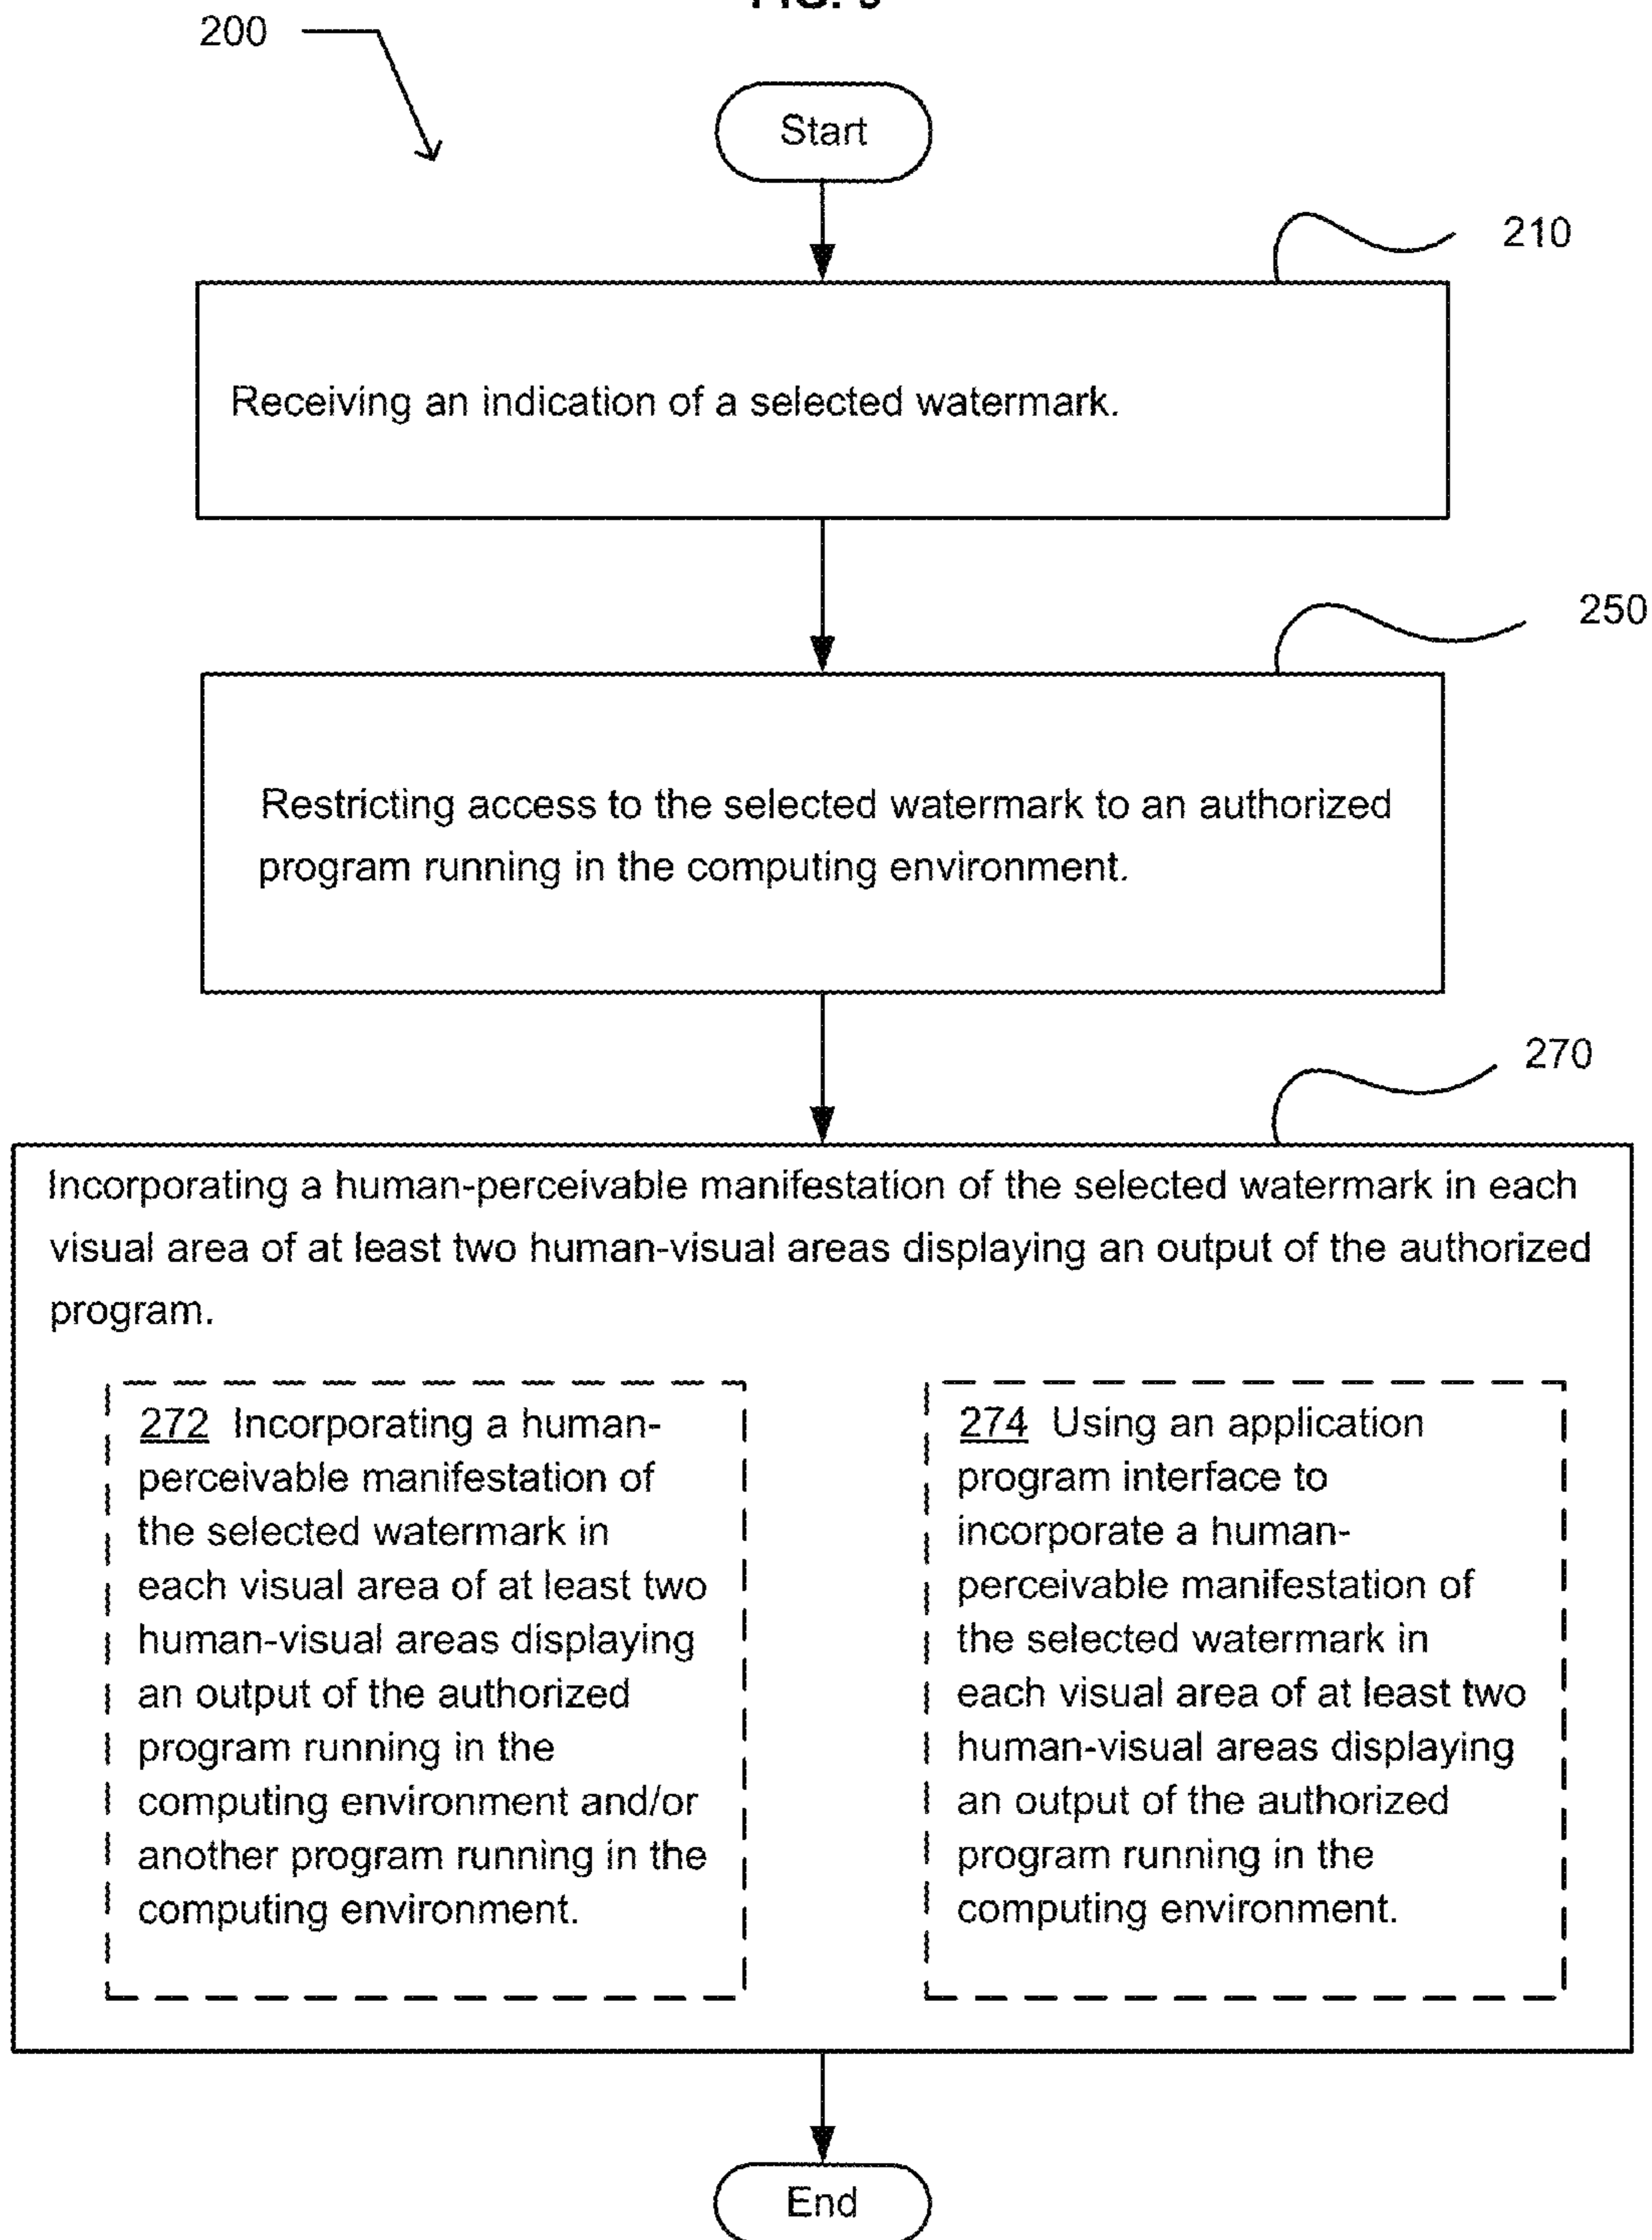 200
Start
210
Receiving an indication of a selected watermark.
250
Restricting access to the selected watermark to an authorized
program running in the computing environment.
270
Incorporating a human-perceivable manifestation of the selected watermark in each
visual area of at least two human-visual areas displaying an output of the authorized
program.
272 Incorporating a human-
perceivable manifestation of
the selected watermark in
each visual area of at least two
human-visual areas displaying
an output of the authorized
program running in the
computing environment and/or
another program running in the
computing environment.
274 Using an application
program interface to
incorporate a human-
perceivable manifestation of
the selected watermark in
each visual area of at least two
human-visual areas displaying
an output of the authorized
program running in the
computing environment.
End